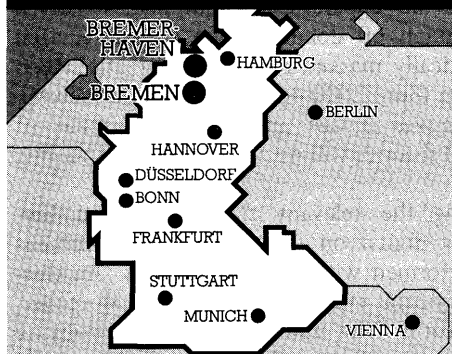 BREMER-
HAVEN
HAMBURG
BREMEN
BERLIN
HANNOVER
DÜSSELDORF
BONN
FRANKFURT
STUTTGART
MUNICH
VIENNA